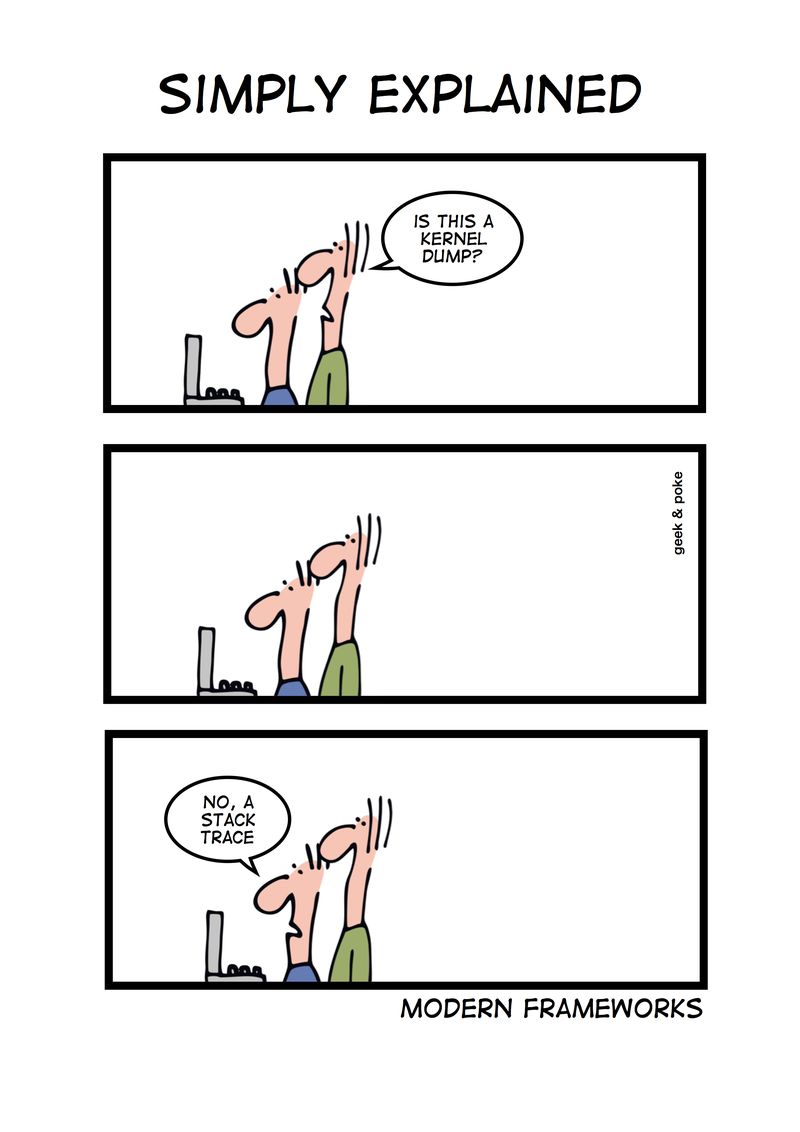 SIMPLY EXPLAINED
IS THIS A
KERNEL
DUMP?
geek & poke
NO, A
STACK
TRACE
MODERN FRAMEWORKS